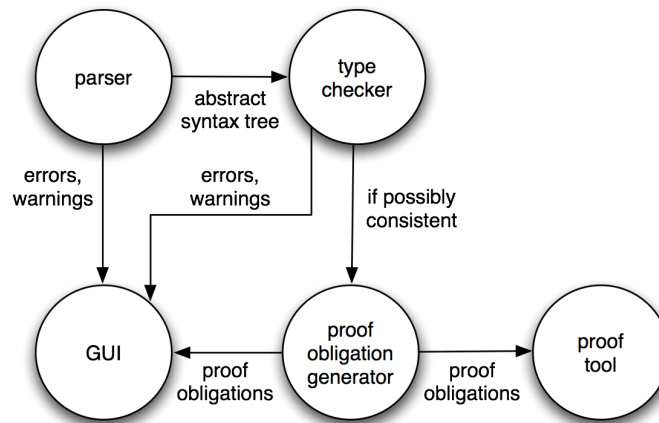 parser
abstract
syntax tree
type
checker
errors,
warnings
errors,
warnings
if possibly
consistent
GUI
proof
obligations
proof
obligation
generator
proof
obligations
proof
tool